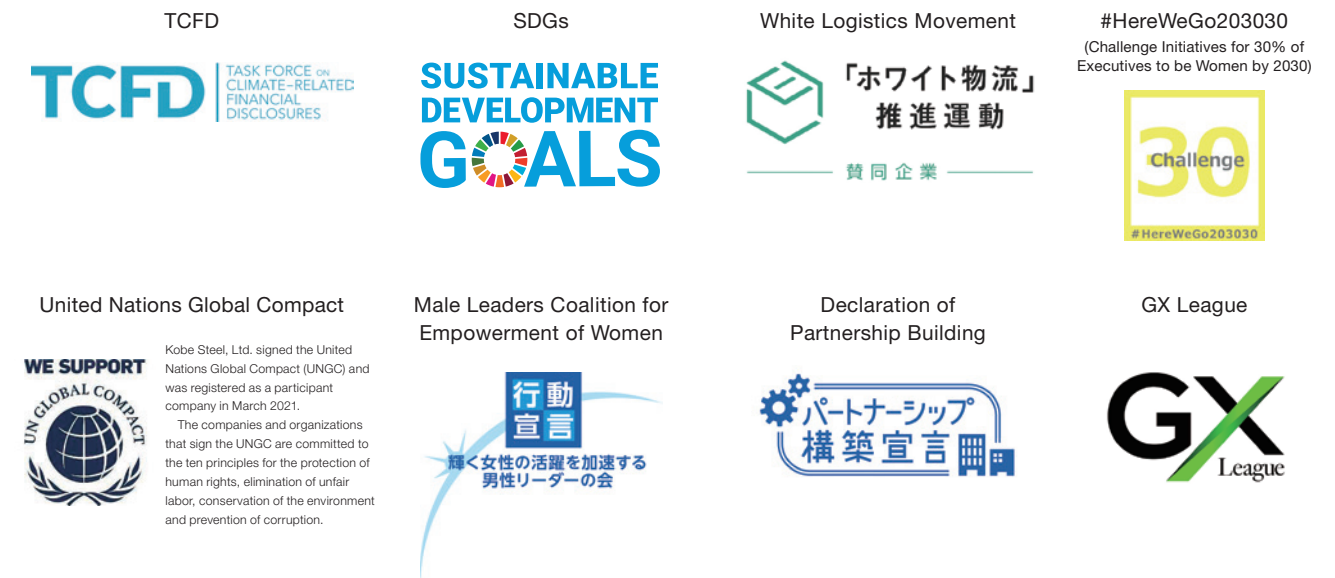 TCFD
TCFD
TASK FORCE ON
CLIMATE-RELATED
FINANCIAL
DISCLOSURES
SDGs
SUSTAINABLE
DEVELOPMENT
GOALS
White Logistics Movement
「ホワイト物流」
推進運動
賛同企業
#HereWeGo203030
(Challenge Initiatives for 30% of
Executives to be Women by 2030)
30
Challenge
#HereWeGo203030
United Nations Global Compact
WE SUPPORT
UN GLOBAL COMPACT
Kobe Steel, Ltd. signed the United
Nations Global Compact (UNGC) and
was registered as a participant
company in March 2021.
The companies and organizations
that sign the UNGC are committed to
the ten principles for the protection of
human rights, elimination of unfair
labor, conservation of the environment
and prevention of corruption.
Male Leaders Coalition for
Empowerment of Women
行動
宣言
輝く女性の活躍を加速する
男性リーダーの会
Declaration of
Partnership Building
パートナーシップ
構築宣言
GX League
GX
League